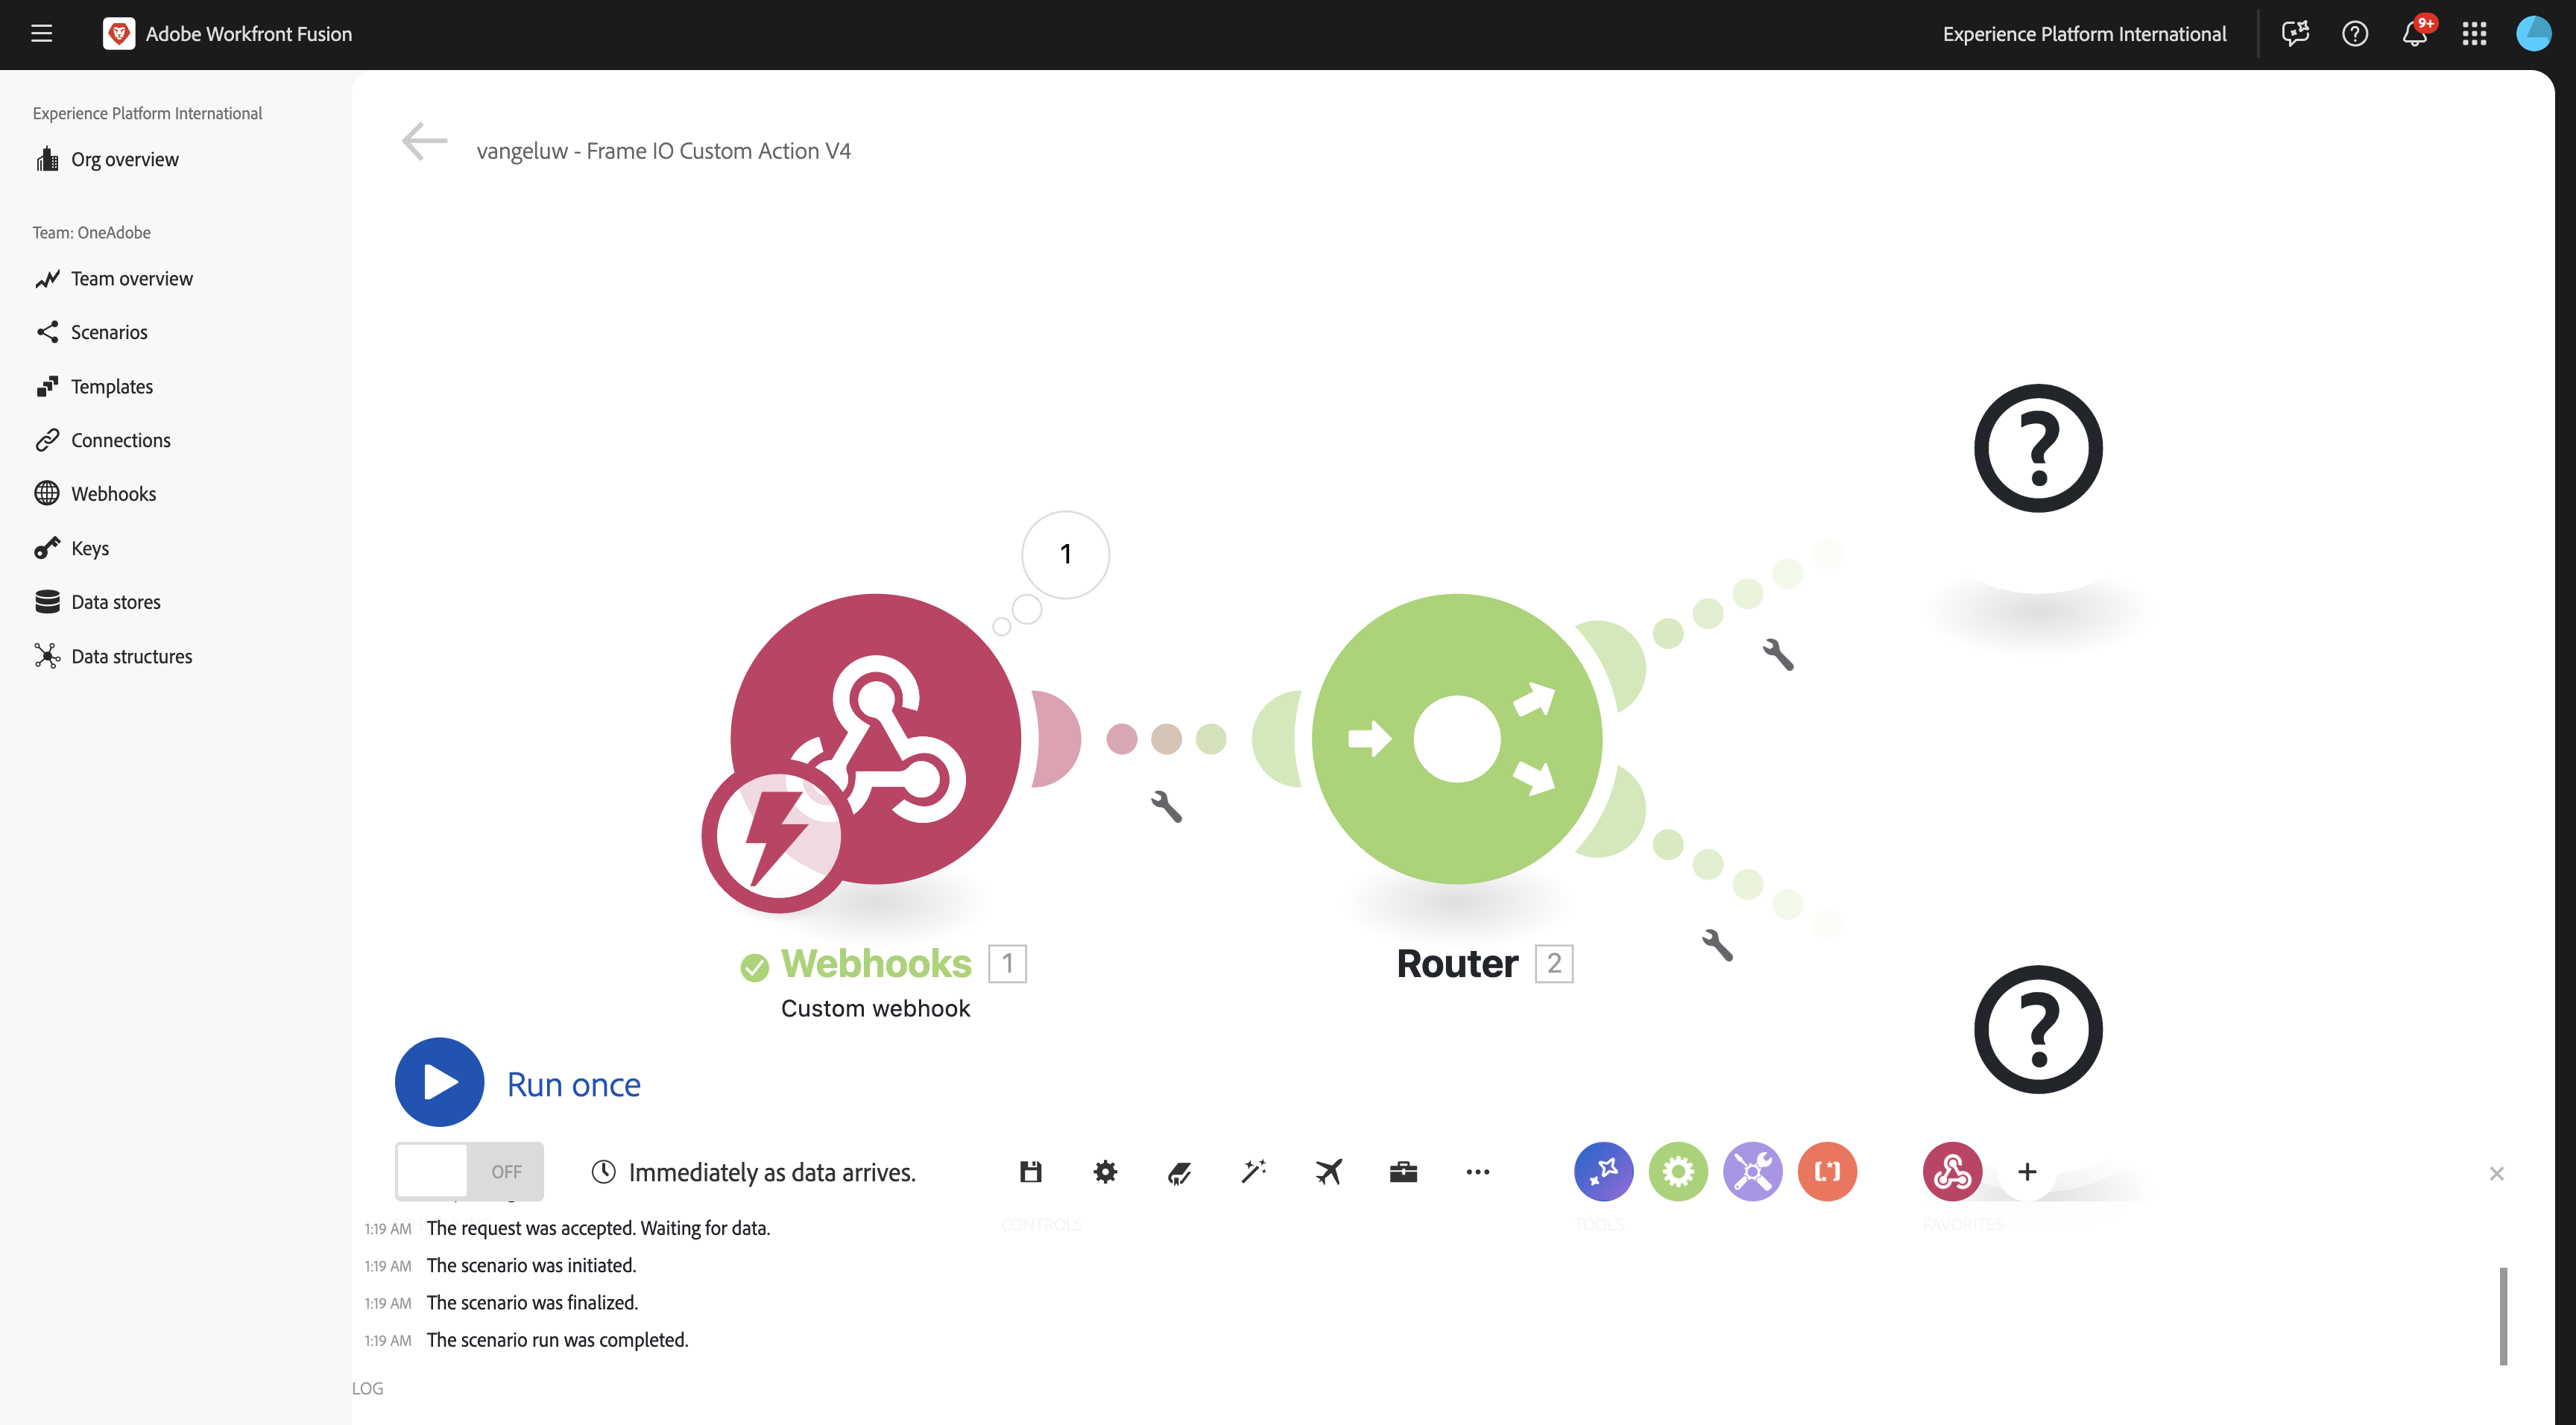 Adobe Workfront Fusion
Experience Platform International
9+
Experience Platform International
Org overview
Team: OneAdobe
Team overview
Scenarios
Templates
Connections
Webhooks
Keys
Data stores
Data structures
vangeluw - Frame IO Custom Action V4
?
1
Webhooks 1
Custom webhook
Router 2
?
Run once
OFF
Immediately as data arrives.
CONTROLS
TOOLS
FAVORITES
1:19 AM The request was accepted. Waiting for data.
1:19 AM The scenario was initiated.
1:19 AM The scenario was finalized.
1:19 AM The scenario run was completed.
LOG